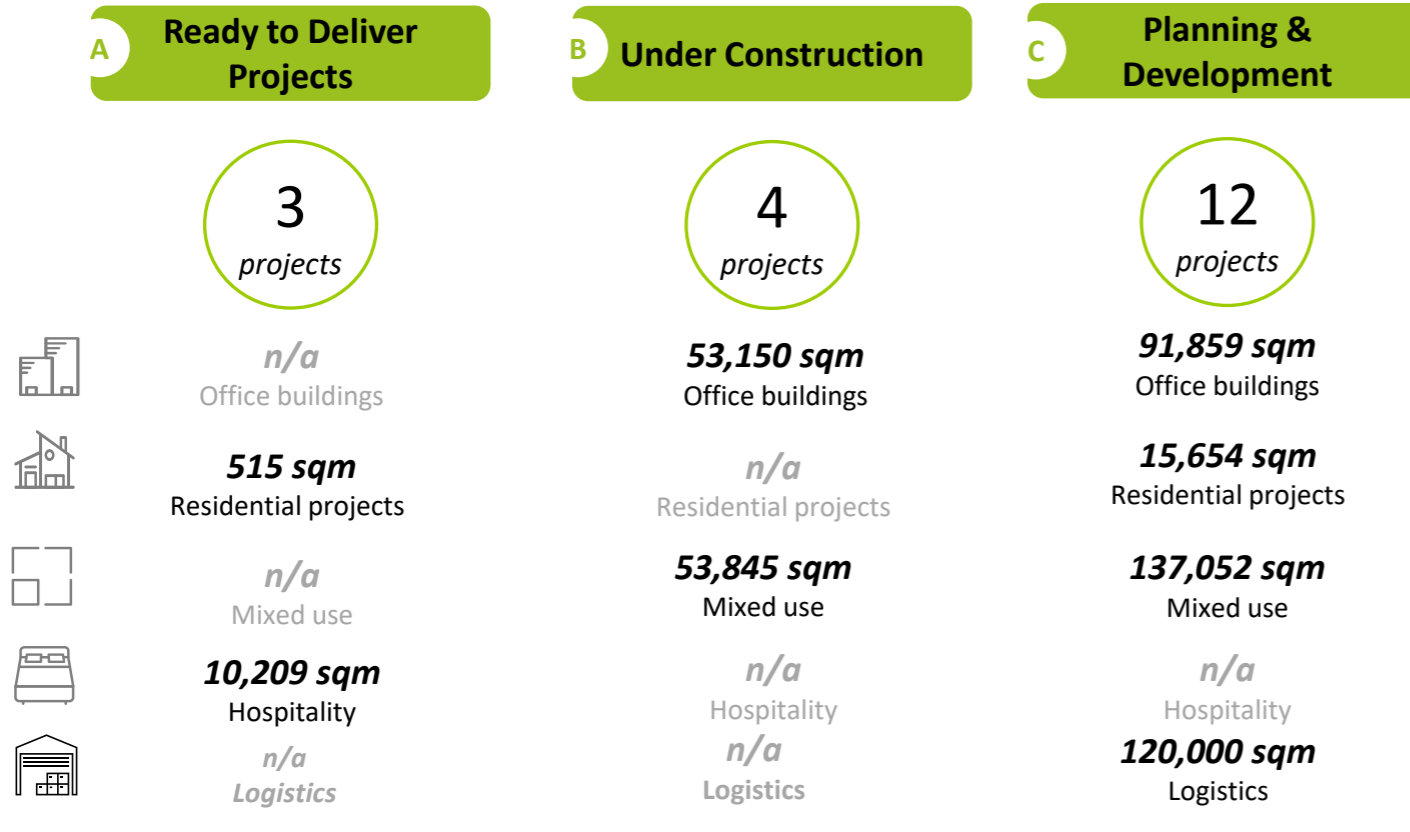 A
Ready to Deliver
Projects
3
projects
n/a
Office buildings
515 sqm
Residential projects
n/a
Mixed use
10,209 sqm
Hospitality
n/a
Logistics
B
Under Construction
4
projects
53,150 sqm
Office buildings
n/a
Residential projects
53,845 sqm
Mixed use
n/a
Hospitality
n/a
Logistics
C
Planning &
Development
12
projects
91,859 sqm
Office buildings
15,654 sqm
Residential projects
137,052 sqm
Mixed use
n/a
Hospitality
120,000 sqm
Logistics